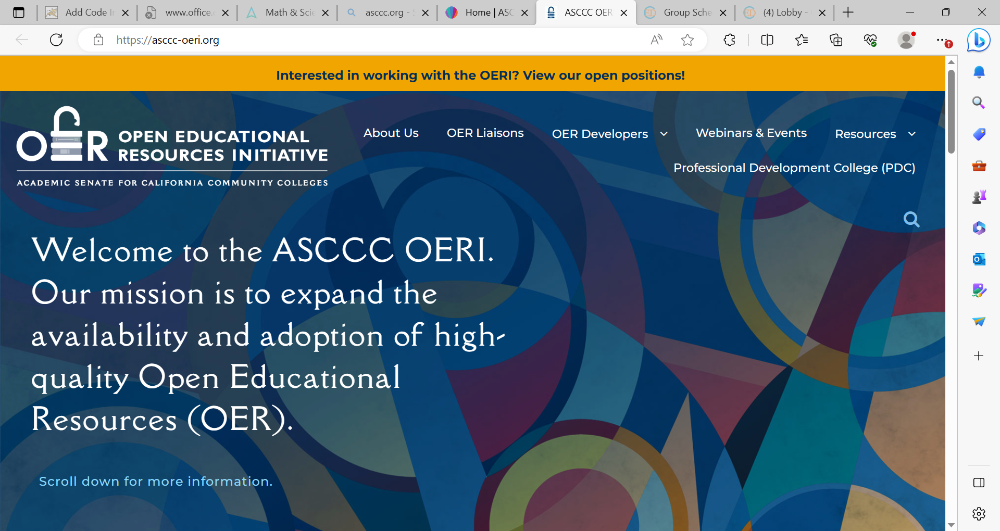 Add Code I
www.office.
Math & Scie
asccc.org - S
Home | ASC
ASCCC OER
Group Sche
(4) Lobby -
https://asccc-oeri.org
Interested in working with the OERI? View our open positions!
OER OPEN EDUCATIONAL
RESOURCES INITIATIVE
ACADEMIC SENATE FOR CALIFORNIA COMMUNITY COLLEGES
About Us
OER Liaisons
OER Developers
Webinars & Events
Resources
Professional Development College (PDC)
Welcome to the ASCCC OERI.
Our mission is to expand the
availability and adoption of high-
quality Open Educational
Resources (OER).
Scroll down for more information.